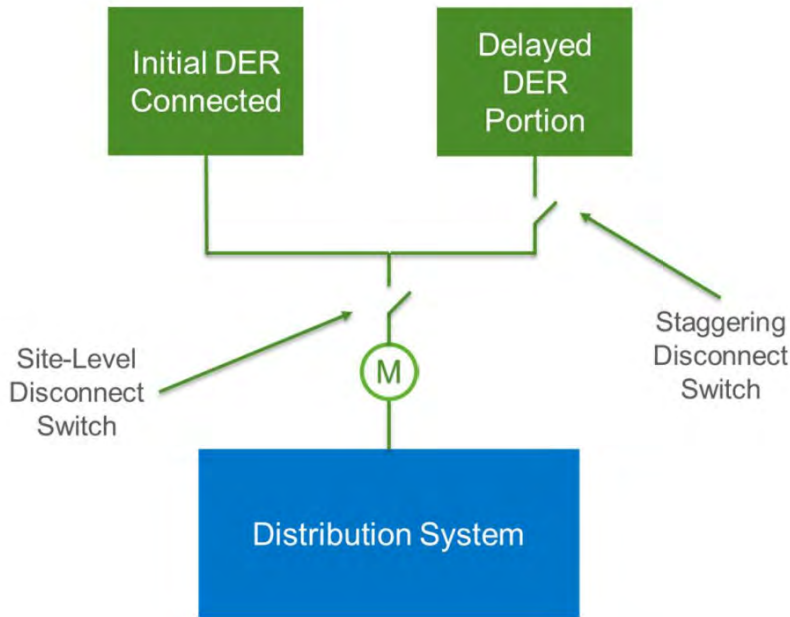 Initial DER
Connected
Delayed
DER
Portion
Site-Level
Disconnect
Switch
M
Staggering
Disconnect
Switch
Distribution System